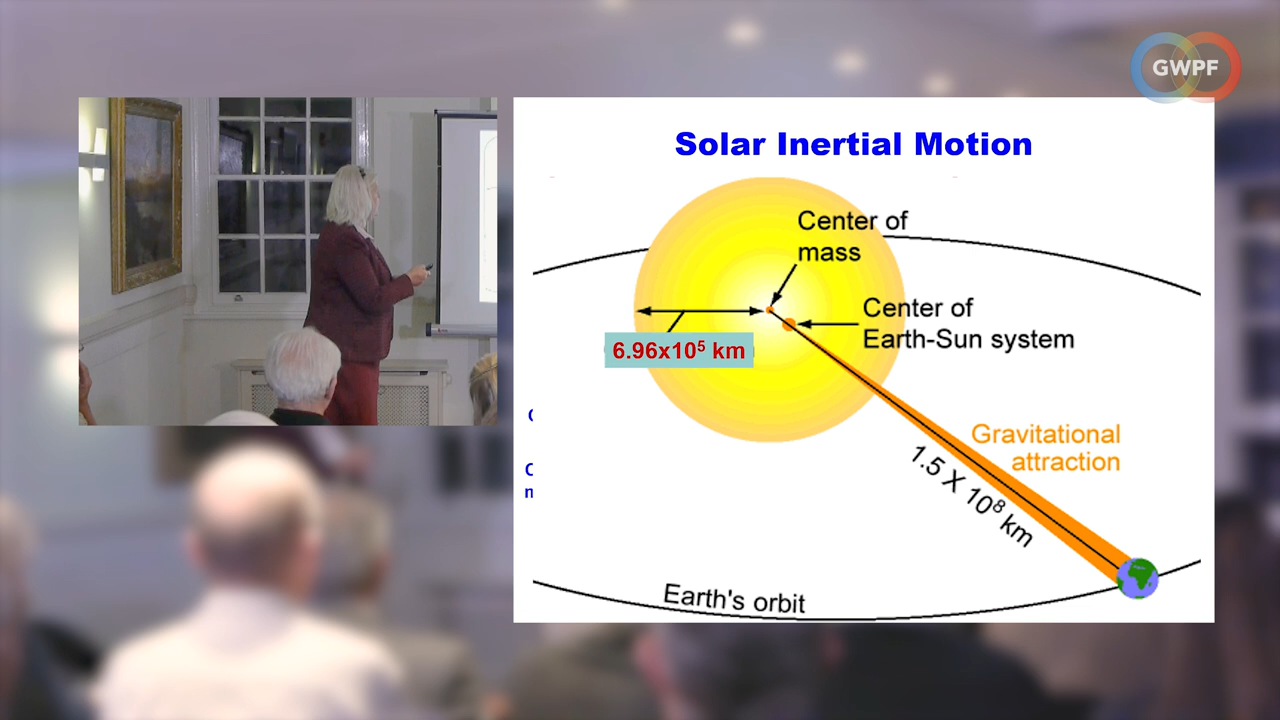 GWPF
Solar Inertial Motion
Center of
mass
Center of
Earth-Sun system
6.96x10⁵ km
Gravitational
attraction
1.5 X 10⁸ km
Earth's orbit